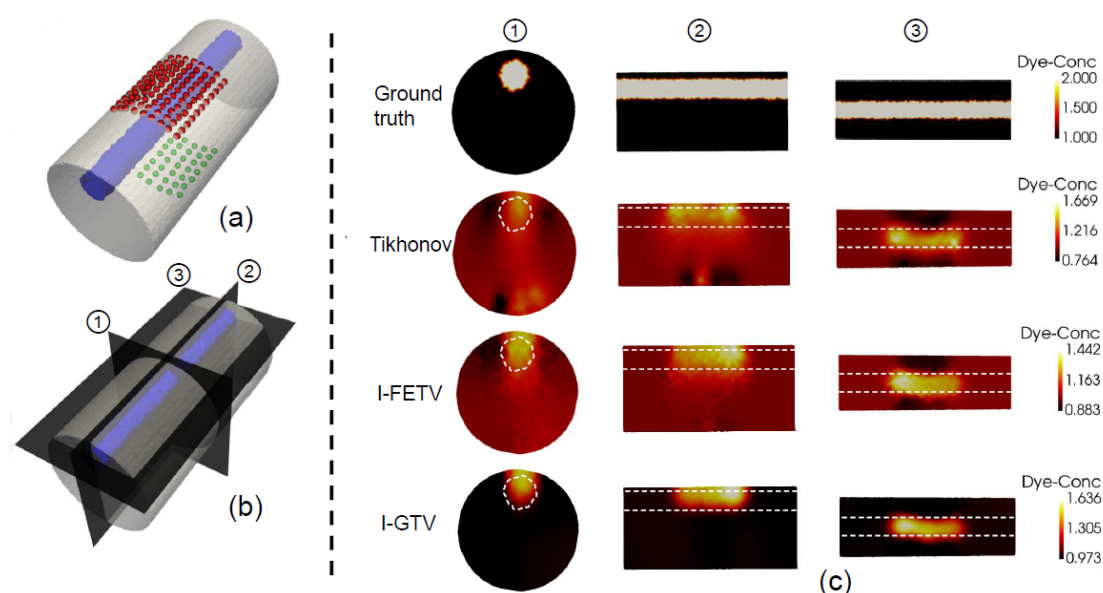 ① ② ③
Ground
truth
Dye-Conc
2.000
1.500
1.000
(a)
Tikhonov
Dye-Conc
1.669
1.216
0.764
③ ②
①
I-FETV
Dye-Conc
1.442
1.163
0.883
(b)
I-GTV
Dye-Conc
1.636
1.305
0.973
(c)